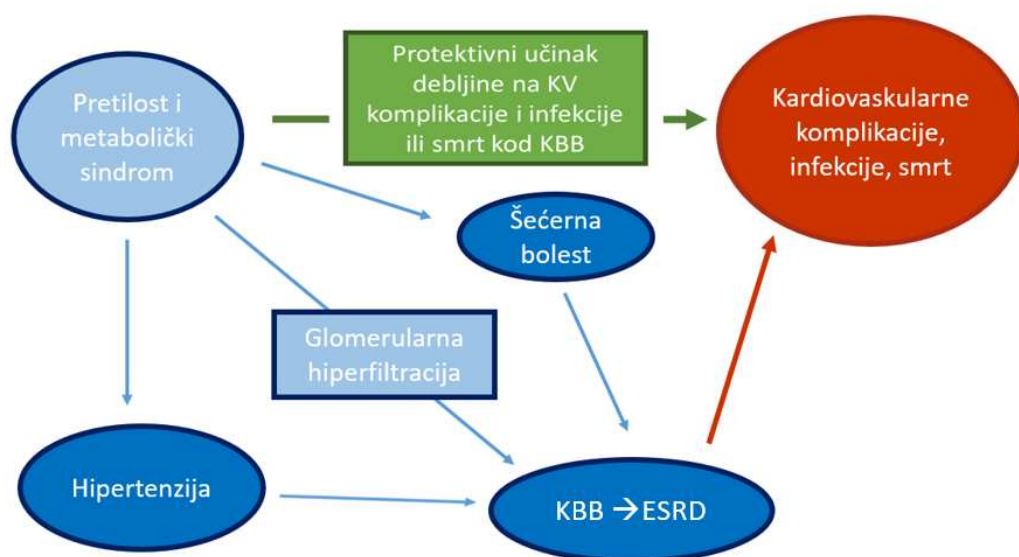 Pretilost i
metabolički
sindrom
Protektivni učinak
debljine na KV
komplikacije i infekcije
ili smrt kod KBB
Kardiovaskularne
komplikacije,
infekcije, smrt
Šećerna
bolest
Glomerularna
hiperfiltracija
Hipertenzija
KBB →ESRD